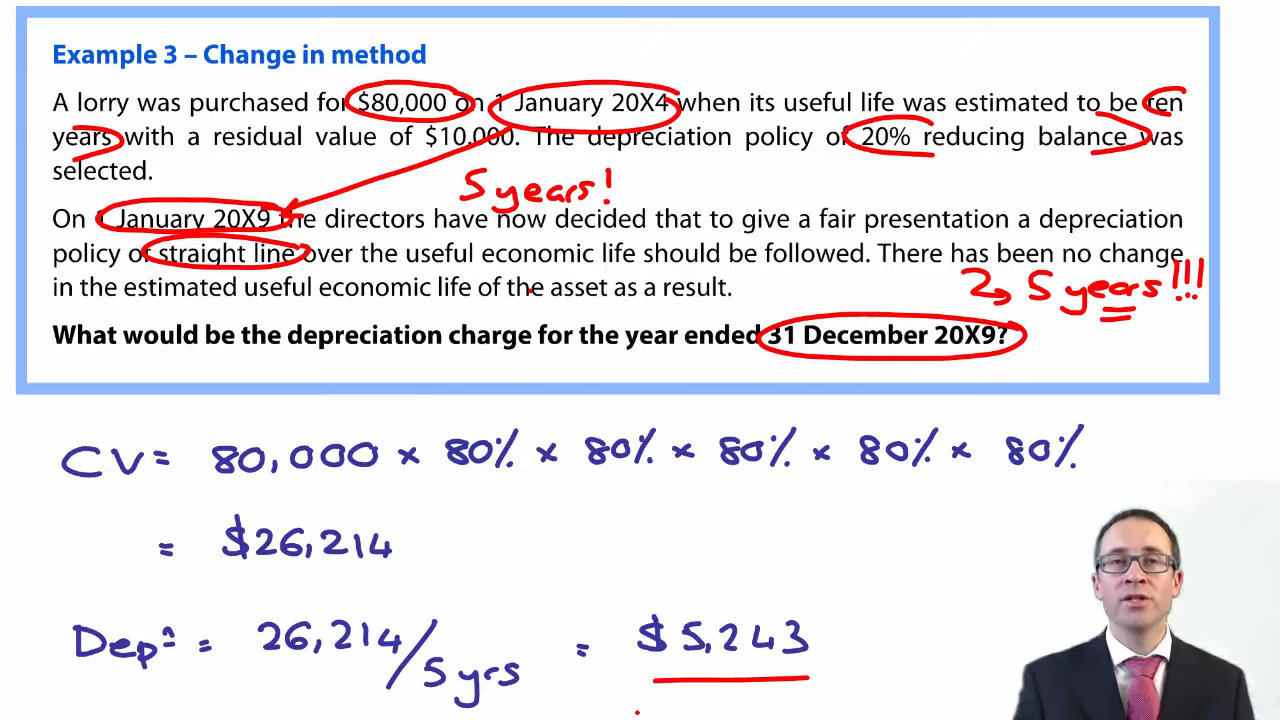 Example 3 – Change in method
A lorry was purchased for $80,000 on 1 January 20X4 when its useful life was estimated to be ten
years with a residual value of $10,000. The depreciation policy of 20% reducing balance was
selected.
5 years!
On 1 January 20X9 the directors have now decided that to give a fair presentation a depreciation
policy of straight line over the useful economic life should be followed. There has been no change
in the estimated useful economic life of the asset as a result.
5 years!!!
What would be the depreciation charge for the year ended 31 December 20X9?
CV = 80,000 × 80% × 80% × 80% × 80% × 80%
= $26,214
Depⁿ = 26,214/5 yrs = $5,243